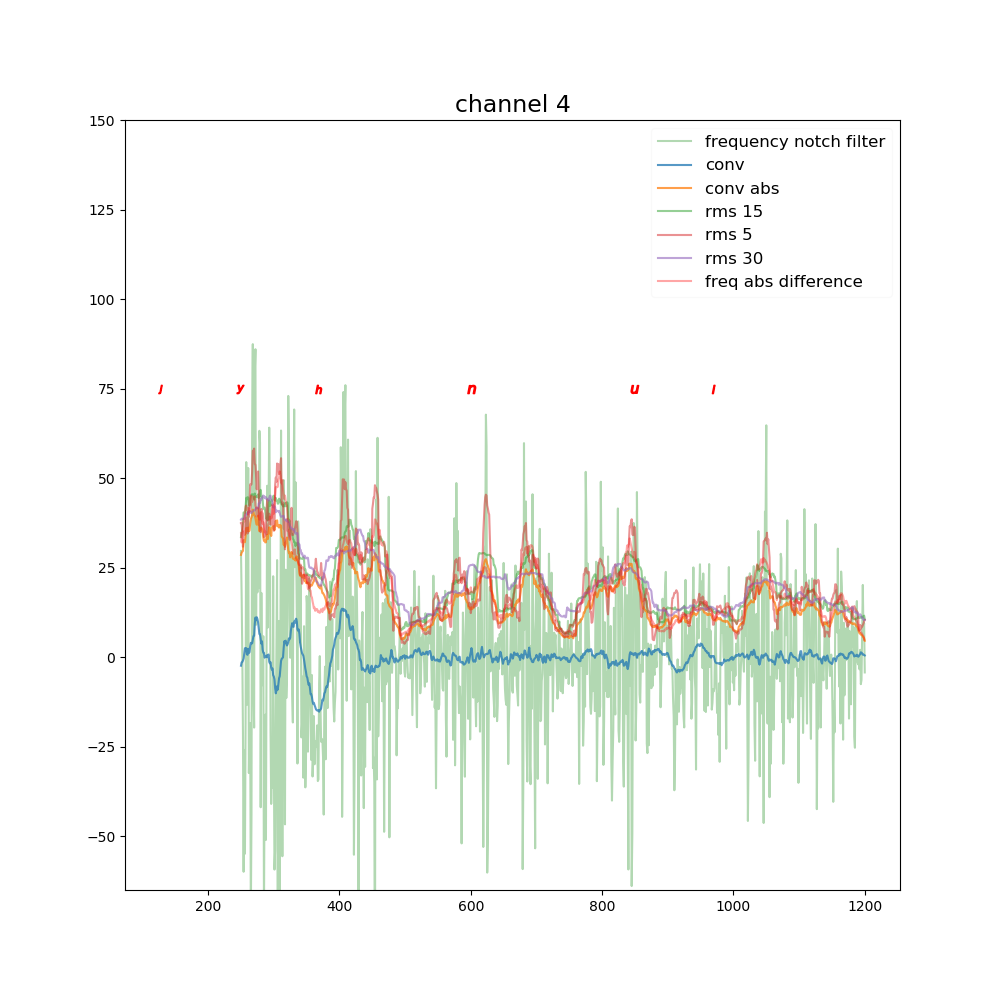 channel 4
150
125
100
75
50
25
0
−25
−50
frequency notch filter
conv
conv abs
rms 15
rms 5
rms 30
freq abs difference
y h n u
200 400 600 800 1000 1200